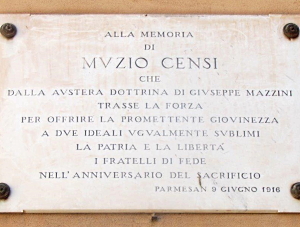 ALLA MEMORIA
DI
MVZIO CENSI
CHE
DALLA AVSTERA DOTTRINA DI GIVSEPPE MAZZINI
TRASSE LA FORZA
PER OFFRIRE LA PROMETTENTE GIOVINEZZA
A DVE IDEALI VGVALMENTE SVBLIMI
LA PATRIA E LA LIBERTÀ
I FRATELLI DI FEDE
NELL'ANNIVERSARIO DEL SACRIFICIO
9 GIVGNO 1916